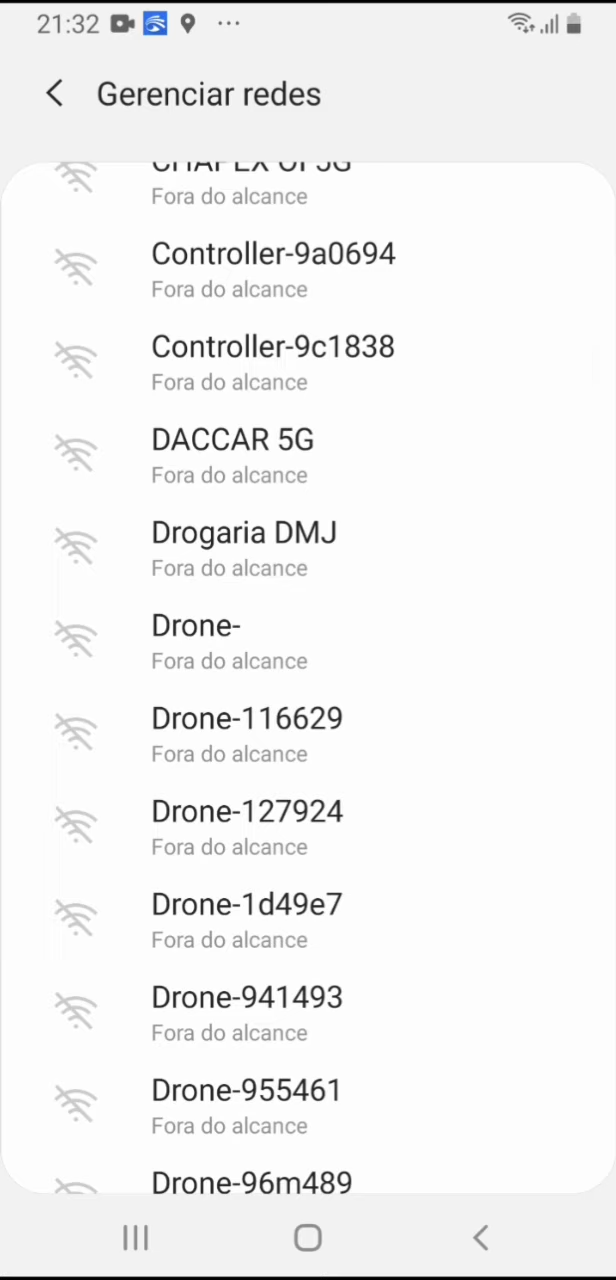 21:32
Gerenciar redes
CHAPEX OI 5G
Fora do alcance
Controller-9a0694
Fora do alcance
Controller-9c1838
Fora do alcance
DACCAR 5G
Fora do alcance
Drogaria DMJ
Fora do alcance
Drone-
Fora do alcance
Drone-116629
Fora do alcance
Drone-127924
Fora do alcance
Drone-1d49e7
Fora do alcance
Drone-941493
Fora do alcance
Drone-955461
Fora do alcance
Drone-96m489